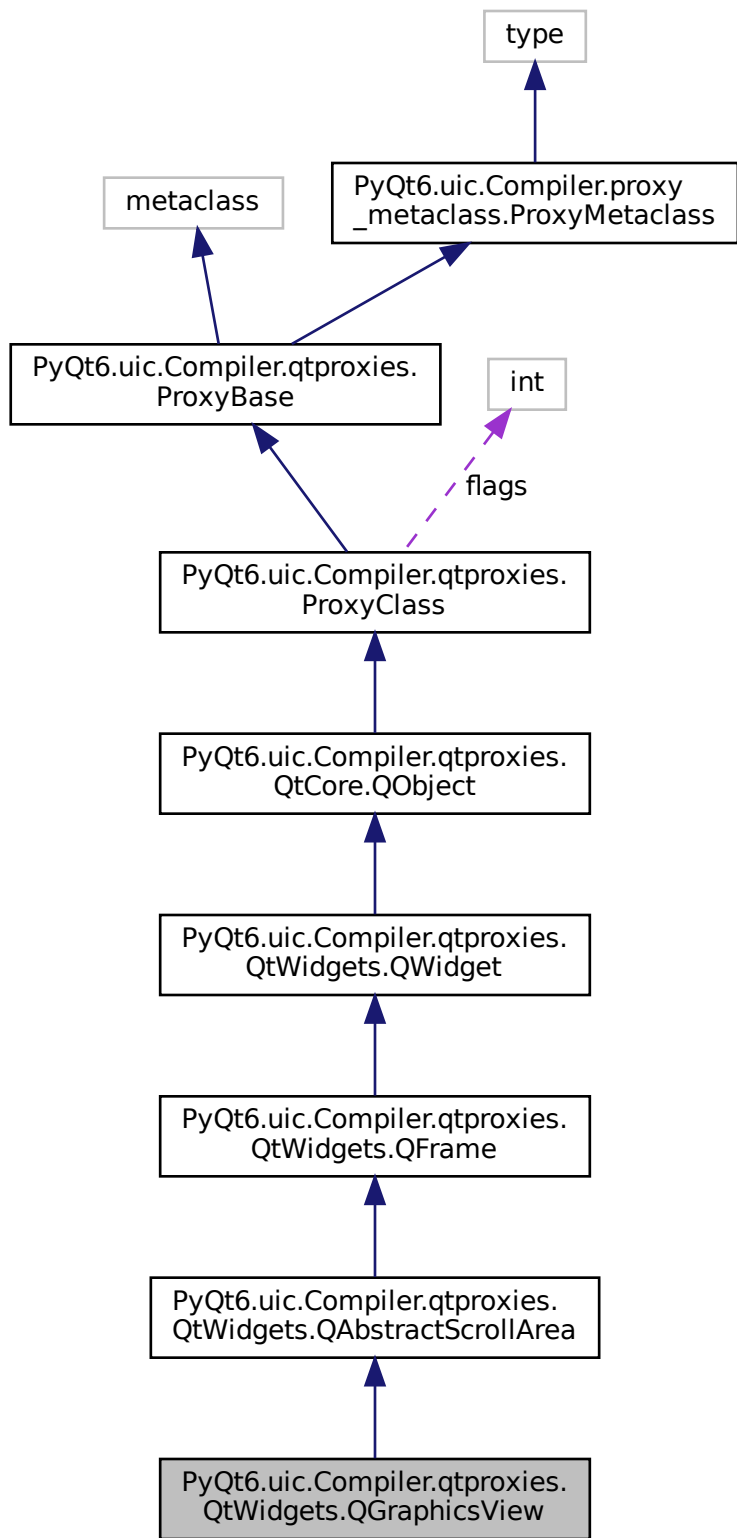 type
PyQt6.uic.Compiler.proxy
_metaclass.ProxyMetaclass
metaclass
PyQt6.uic.Compiler.qtproxies.
ProxyBase
int
flags
PyQt6.uic.Compiler.qtproxies.
ProxyClass
PyQt6.uic.Compiler.qtproxies.
QtCore.QObject
PyQt6.uic.Compiler.qtproxies.
QtWidgets.QWidget
PyQt6.uic.Compiler.qtproxies.
QtWidgets.QFrame
PyQt6.uic.Compiler.qtproxies.
QtWidgets.QAbstractScrollArea
PyQt6.uic.Compiler.qtproxies.
QtWidgets.QGraphicsView